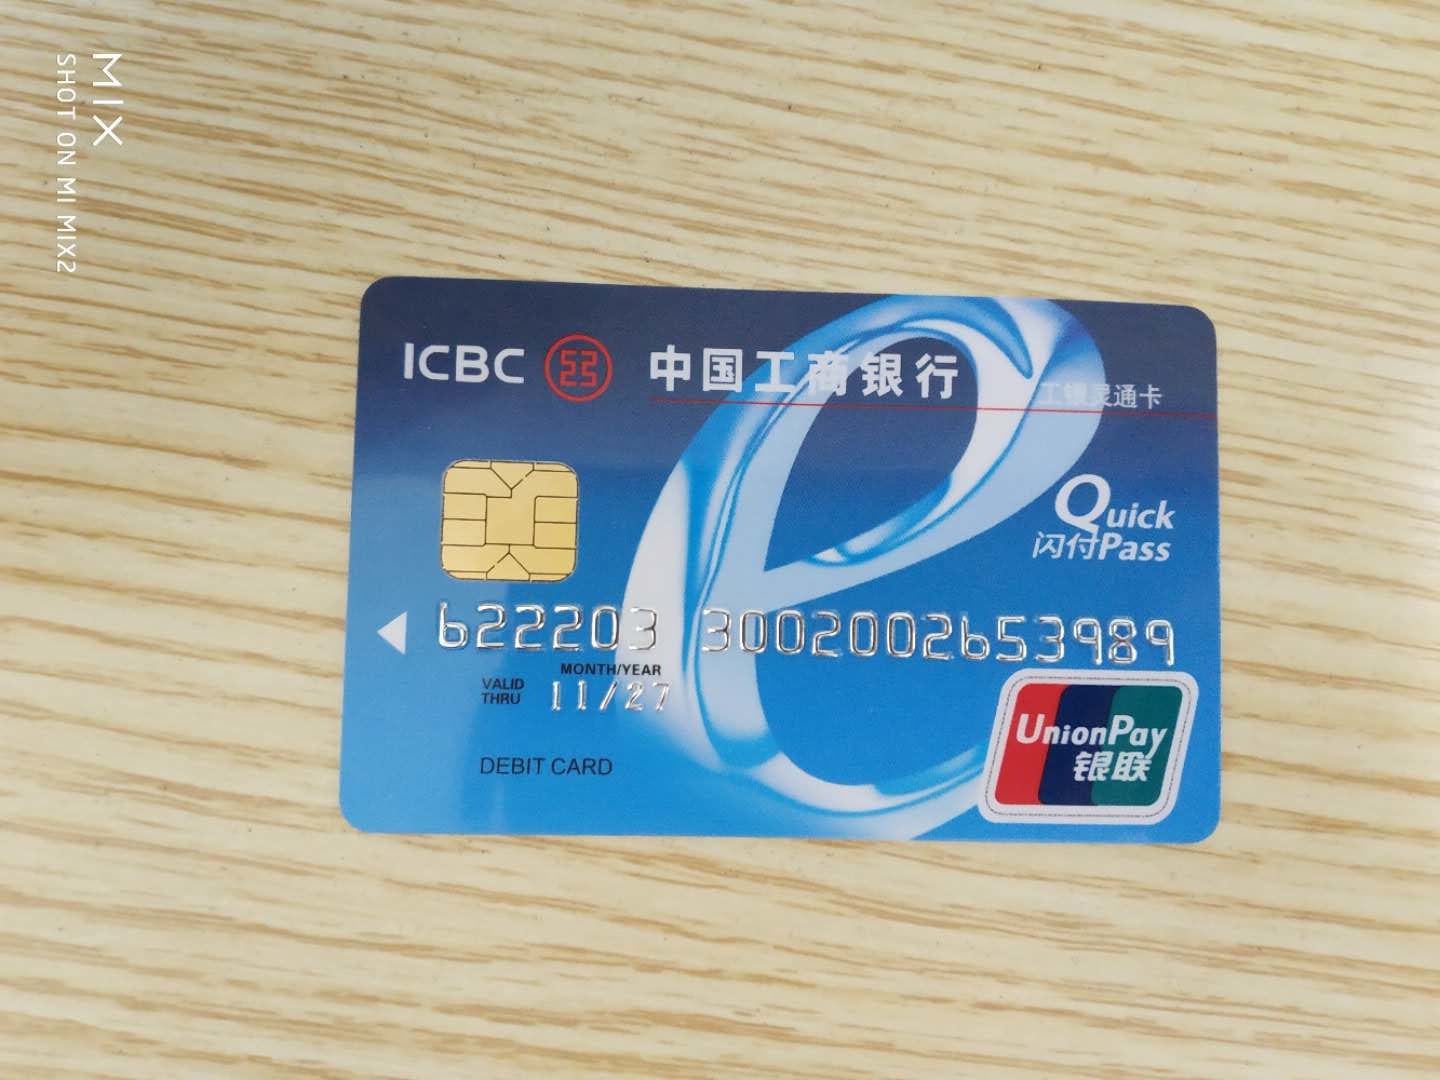 MIX
SHOT ON MI MIX2
ICBC 中国工商银行
工银灵通卡
Quick
闪付Pass
622203 3002002653989
MONTH/YEAR
VALID THRU 11/27
DEBIT CARD
UnionPay
银联